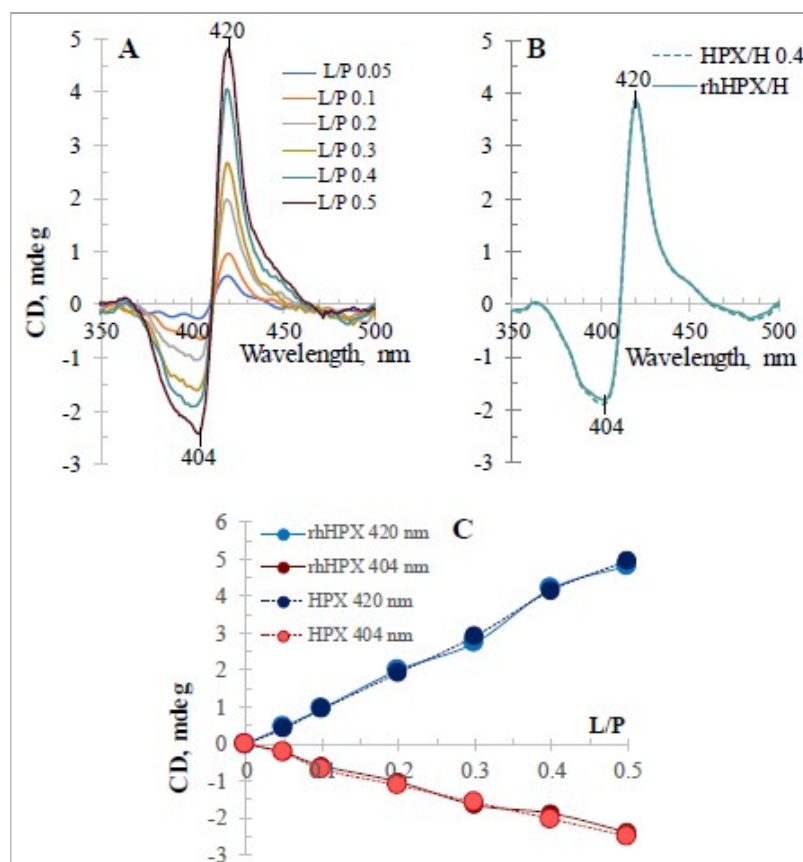 A
420
CD, mdeg
5
4
3
2
1
0
-1
-2
-3
350
400
450
500
Wavelength, nm
404
L/P 0.05
L/P 0.1
L/P 0.2
L/P 0.3
L/P 0.4
L/P 0.5
B
420
HPX/H 0.4
rhHPX/H
5
4
3
2
1
0
-1
-2
-3
350
400
450
500
Wavelength, nm
404
C
rhHPX 420 nm
rhHPX 404 nm
HPX 420 nm
HPX 404 nm
CD, mdeg
6
5
4
3
2
1
0
-1
-2
-3
L/P
0
0.1
0.2
0.3
0.4
0.5